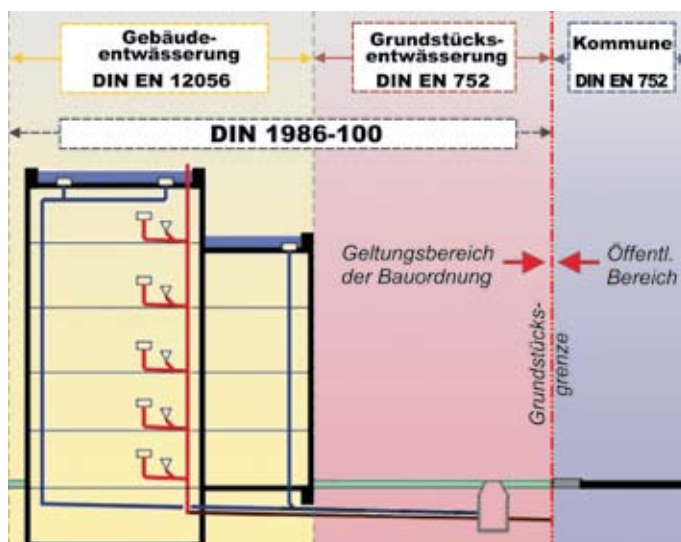 Gebäude-
entwässerung
DIN EN 12056
Grundstücks-
entwässerung
DIN EN 752
Kommune
DIN EN 752
DIN 1986-100
Geltungsbereich
der Bauordnung
Öffentl.
Bereich
Grundstücks-
grenze